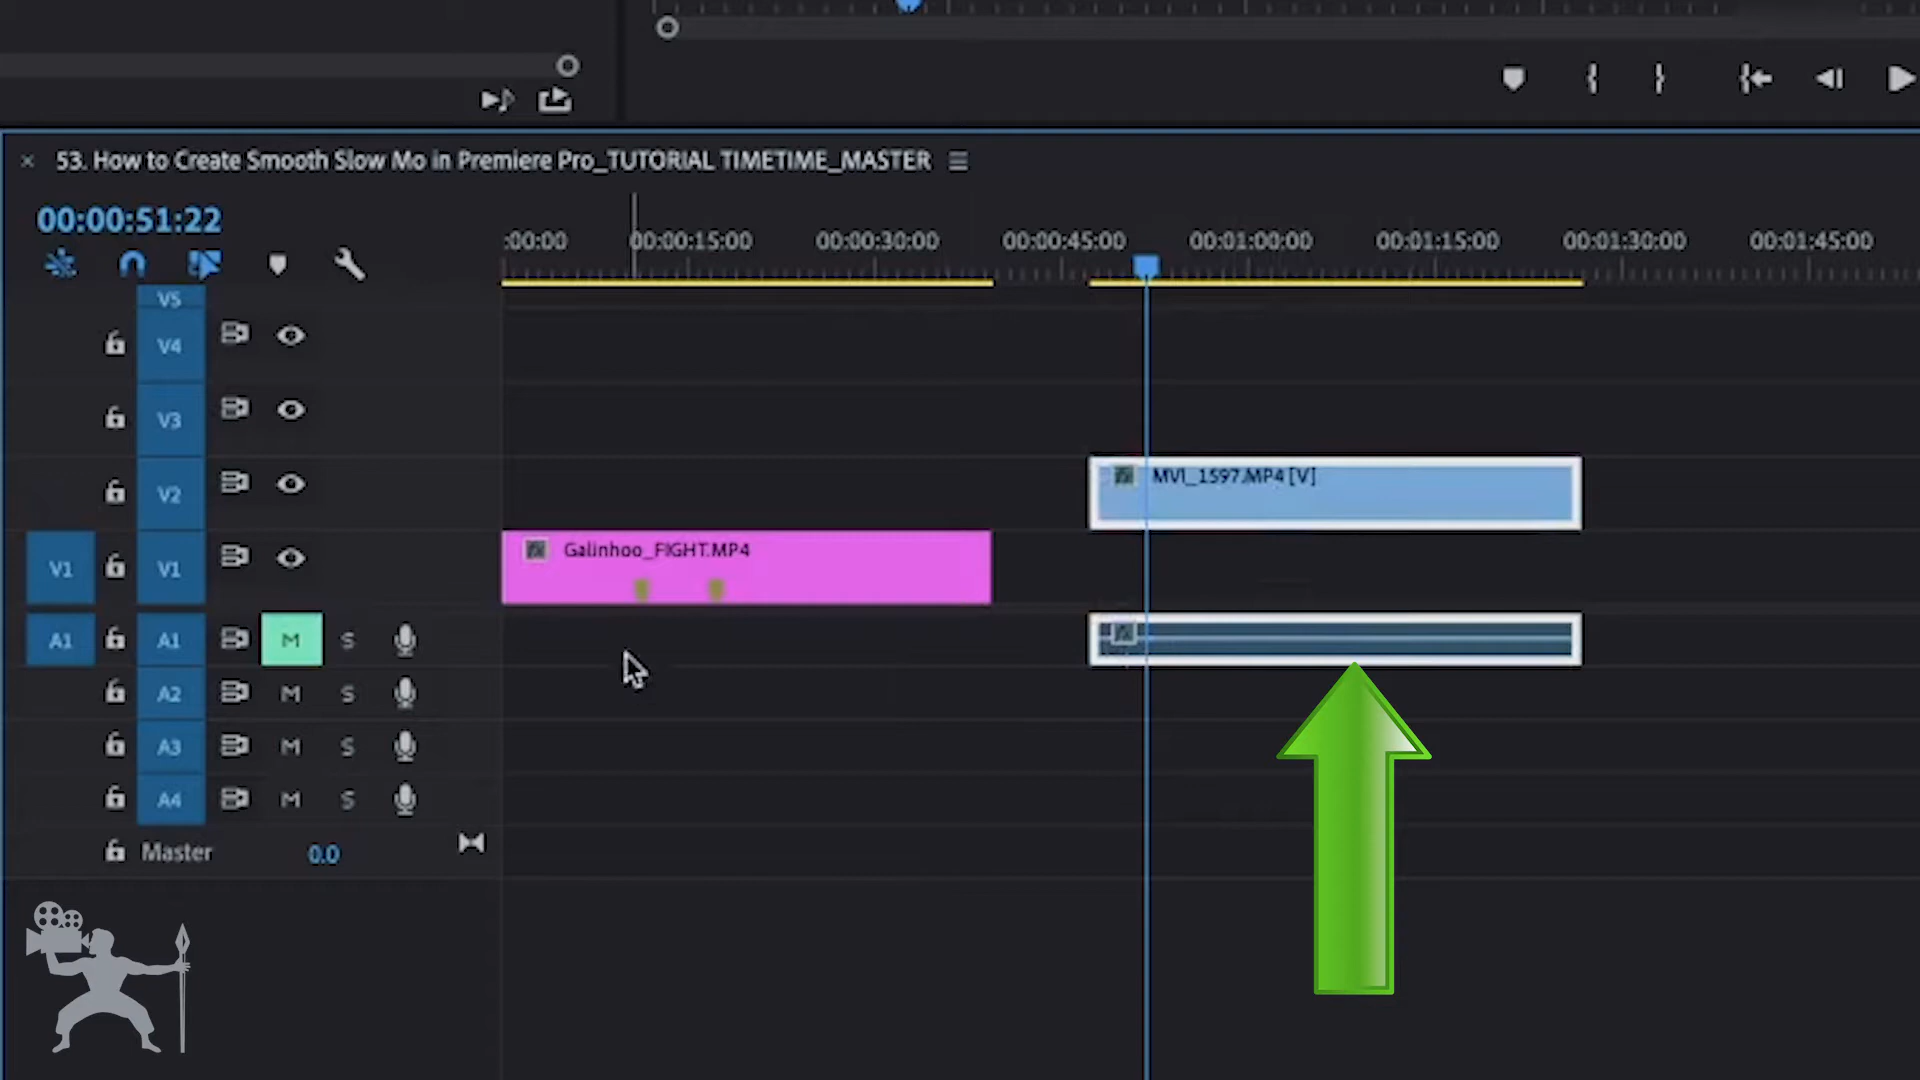 × 53. How to Create Smooth Slow Mo in Premiere Pro_TUTORIAL TIMETIME_MASTER
00:00:51:22
:00:00 00:00:15:00 00:00:30:00 00:00:45:00 00:01:00:00 00:01:15:00 00:01:30:00 00:01:45:00
V5
V4
V3
V2
fx MVI_1597.MP4 [V]
V1 V1
fx Galinhoo_FIGHT.MP4
A1 A1 M S
fx
A2 M S
A3 M S
A4 M S
Master 0.0